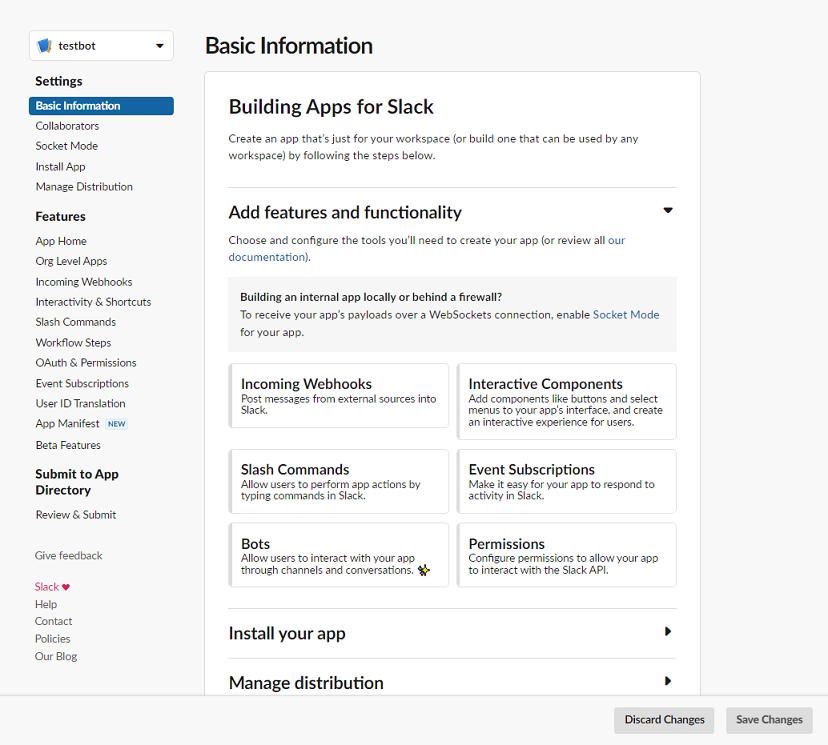 testbot
Settings
Basic Information
Collaborators
Socket Mode
Install App
Manage Distribution
Features
App Home
Org Level Apps
Incoming Webhooks
Interactivity & Shortcuts
Slash Commands
Workflow Steps
OAuth & Permissions
Event Subscriptions
User ID Translation
App Manifest NEW
Beta Features
Submit to App
Directory
Review & Submit
Give feedback
Slack ♥
Help
Contact
Policies
Our Blog
Basic Information
Building Apps for Slack
Create an app that's just for your workspace (or build one that can be used by any
workspace) by following the steps below.
Add features and functionality
Choose and configure the tools you'll need to create your app (or review all our
documentation).
Building an internal app locally or behind a firewall?
To receive your app's payloads over a WebSockets connection, enable Socket Mode
for your app.
Incoming Webhooks
Post messages from external sources into
Slack.
Interactive Components
Add components like buttons and select
menus to your app's interface, and create
an interactive experience for users.
Slash Commands
Allow users to perform app actions by
typing commands in Slack.
Event Subscriptions
Make it easy for your app to respond to
activity in Slack.
Bots
Allow users to interact with your app
through channels and conversations.
Permissions
Configure permissions to allow your app
to interact with the Slack API.
Install your app
Manage distribution
Discard Changes
Save Changes